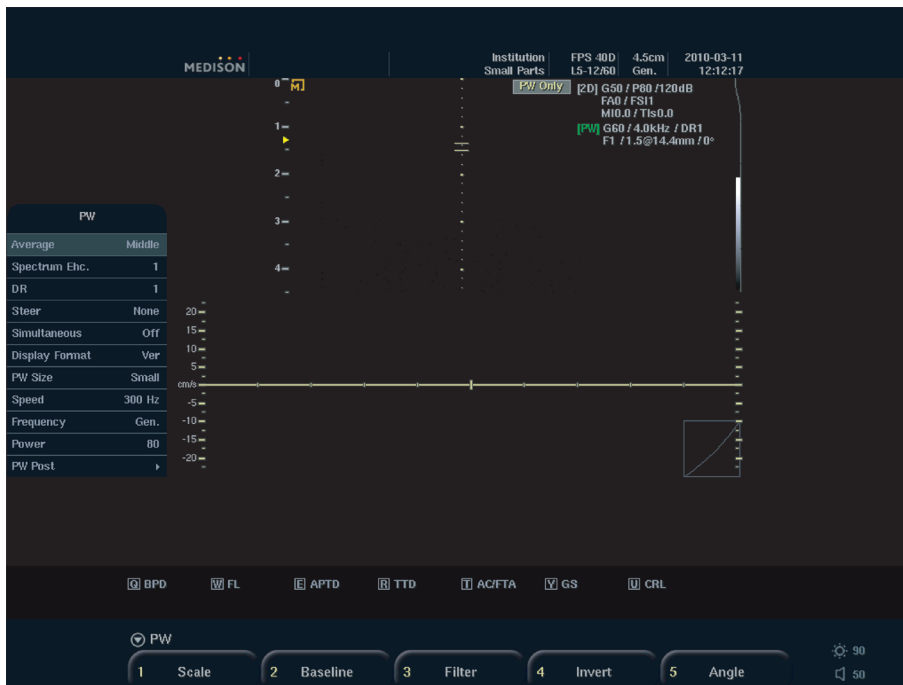 MEDISON
Institution FPS 40D 4.5cm 2010-03-11
Small Parts L5-12/60 Gen. 12:12:17
PW Only
[2D] G50 / P80 /120dB
FA0 / FSI1
MI0.0 / TIs0.0
[PW] G60 / 4.0kHz / DR1
F1 / 1.5@14.4mm / 0°
0 M
1
2
3
4
PW
Average Middle
Spectrum Ehc. 1
DR 1
Steer None
Simultaneous Off
Display Format Ver
PW Size Small
Speed 300 Hz
Frequency Gen.
Power 80
PW Post
20
15
10
5
cm/s
-5
-10
-15
-20
Q BPD W FL E APTD R TTD T AC/FTA Y GS U CRL
PW
1 Scale 2 Baseline 3 Filter 4 Invert 5 Angle
90
50